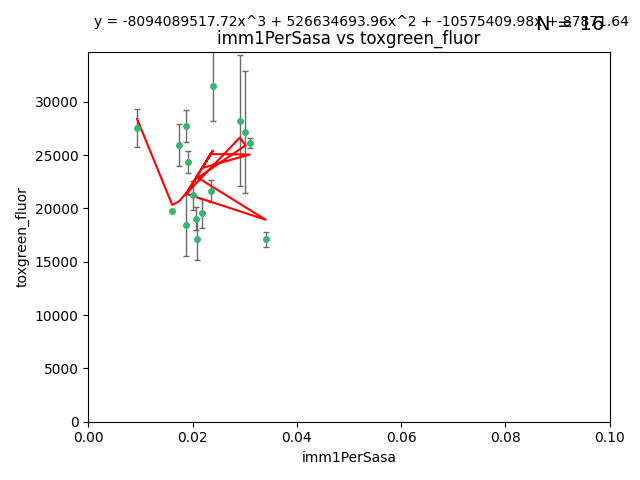 y = -8094089517.72x^3 + 526634693.96x^2 + -10575409.98x + 87871.64
N = 16
imm1PerSasa vs toxgreen_fluor
30000
25000
20000
15000
10000
5000
0
toxgreen_fluor
0.00 0.02 0.04 0.06 0.08 0.10
imm1PerSasa